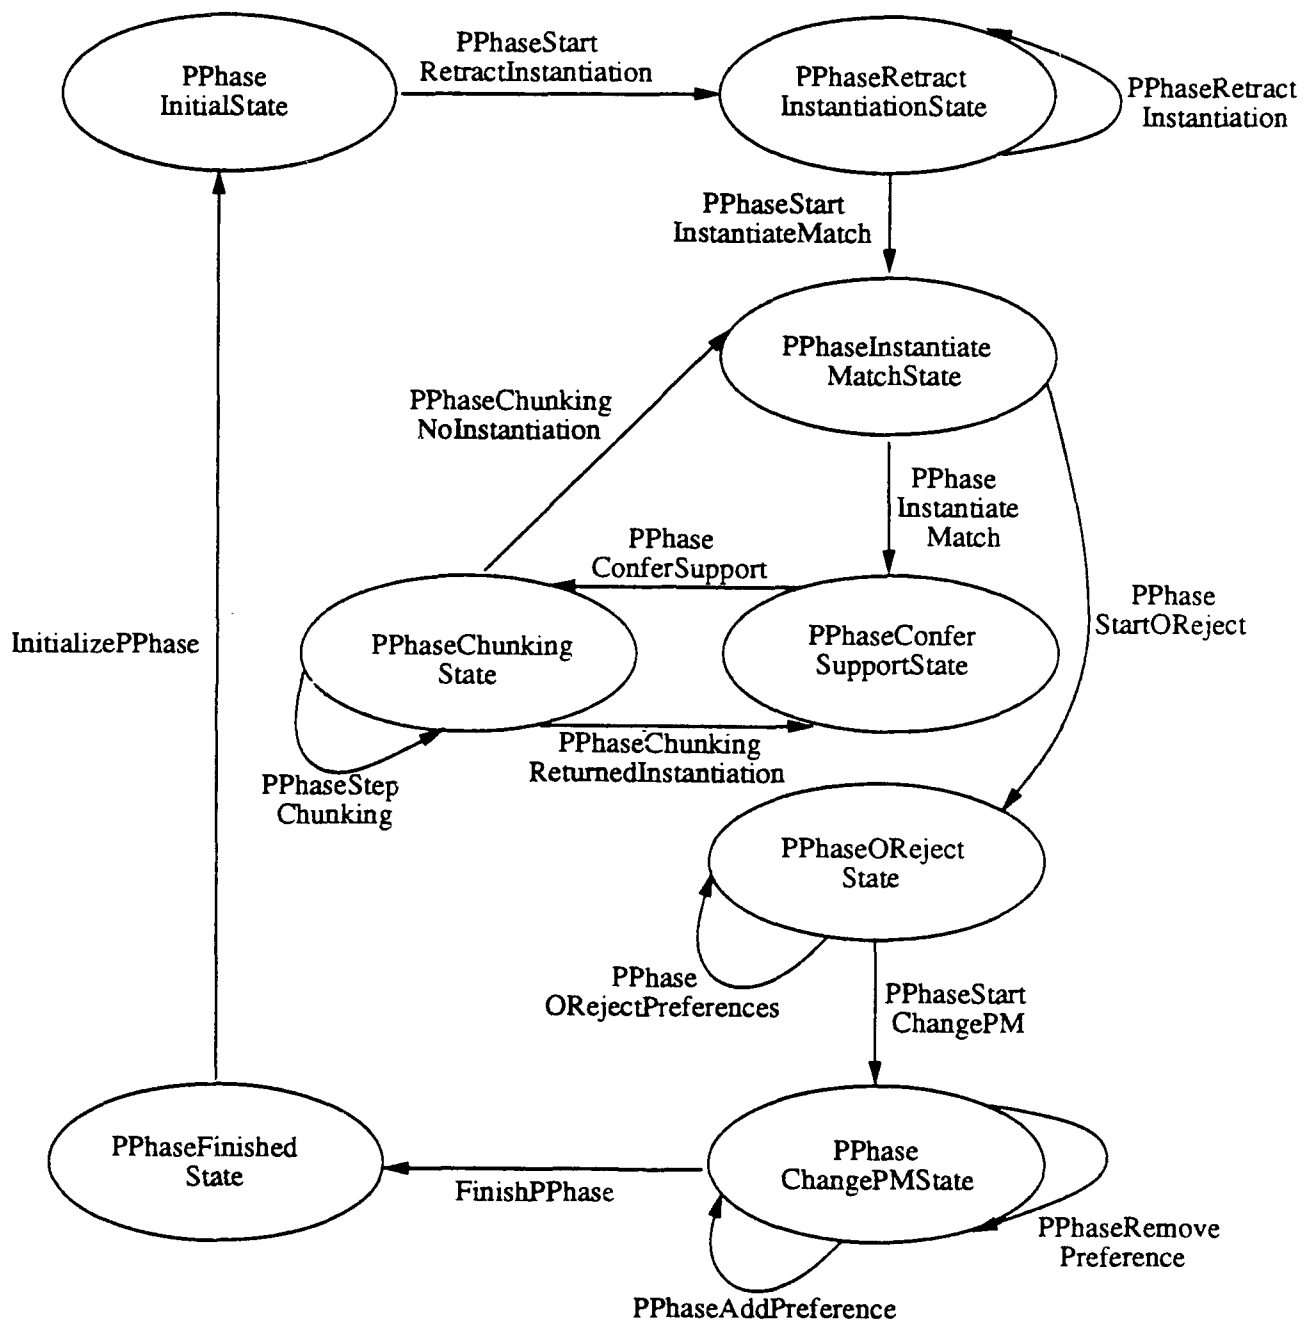 PPhaseStart
RetractInstantiation
PPhase
InitialState
PPhaseRetract
InstantiationState
PPhaseRetract
Instantiation
PPhaseStart
InstantiateMatch
PPhaseInstantiate
MatchState
PPhaseChunking
NoInstantiation
PPhase
Instantiate
Match
PPhase
ConferSupport
PPhase
StartOReject
InitializePPhase
PPhaseChunking
State
PPhaseConfer
SupportState
PPhaseChunking
ReturnedInstantiation
PPhaseStep
Chunking
PPhaseOReject
State
PPhase
ORejectPreferences
PPhaseStart
ChangePM
PPhaseFinished
State
FinishPPhase
PPhase
ChangePMState
PPhaseRemove
Preference
PPhaseAddPreference